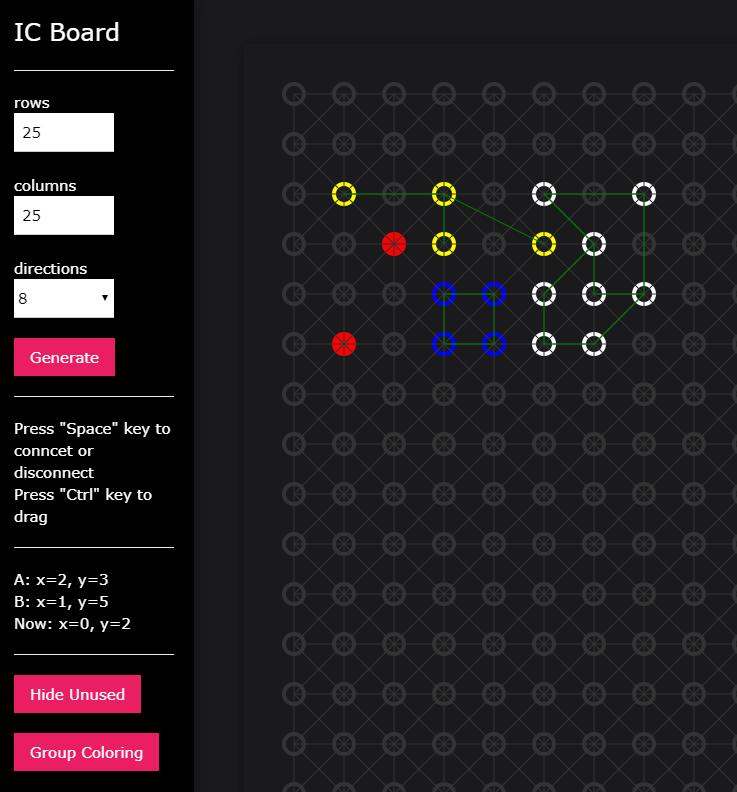 IC Board
rows
25
columns
25
directions
8
Generate
Press "Space" key to
conncet or
disconnect
Press "Ctrl" key to
drag
A: x=2, y=3
B: x=1, y=5
Now: x=0, y=2
Hide Unused
Group Coloring